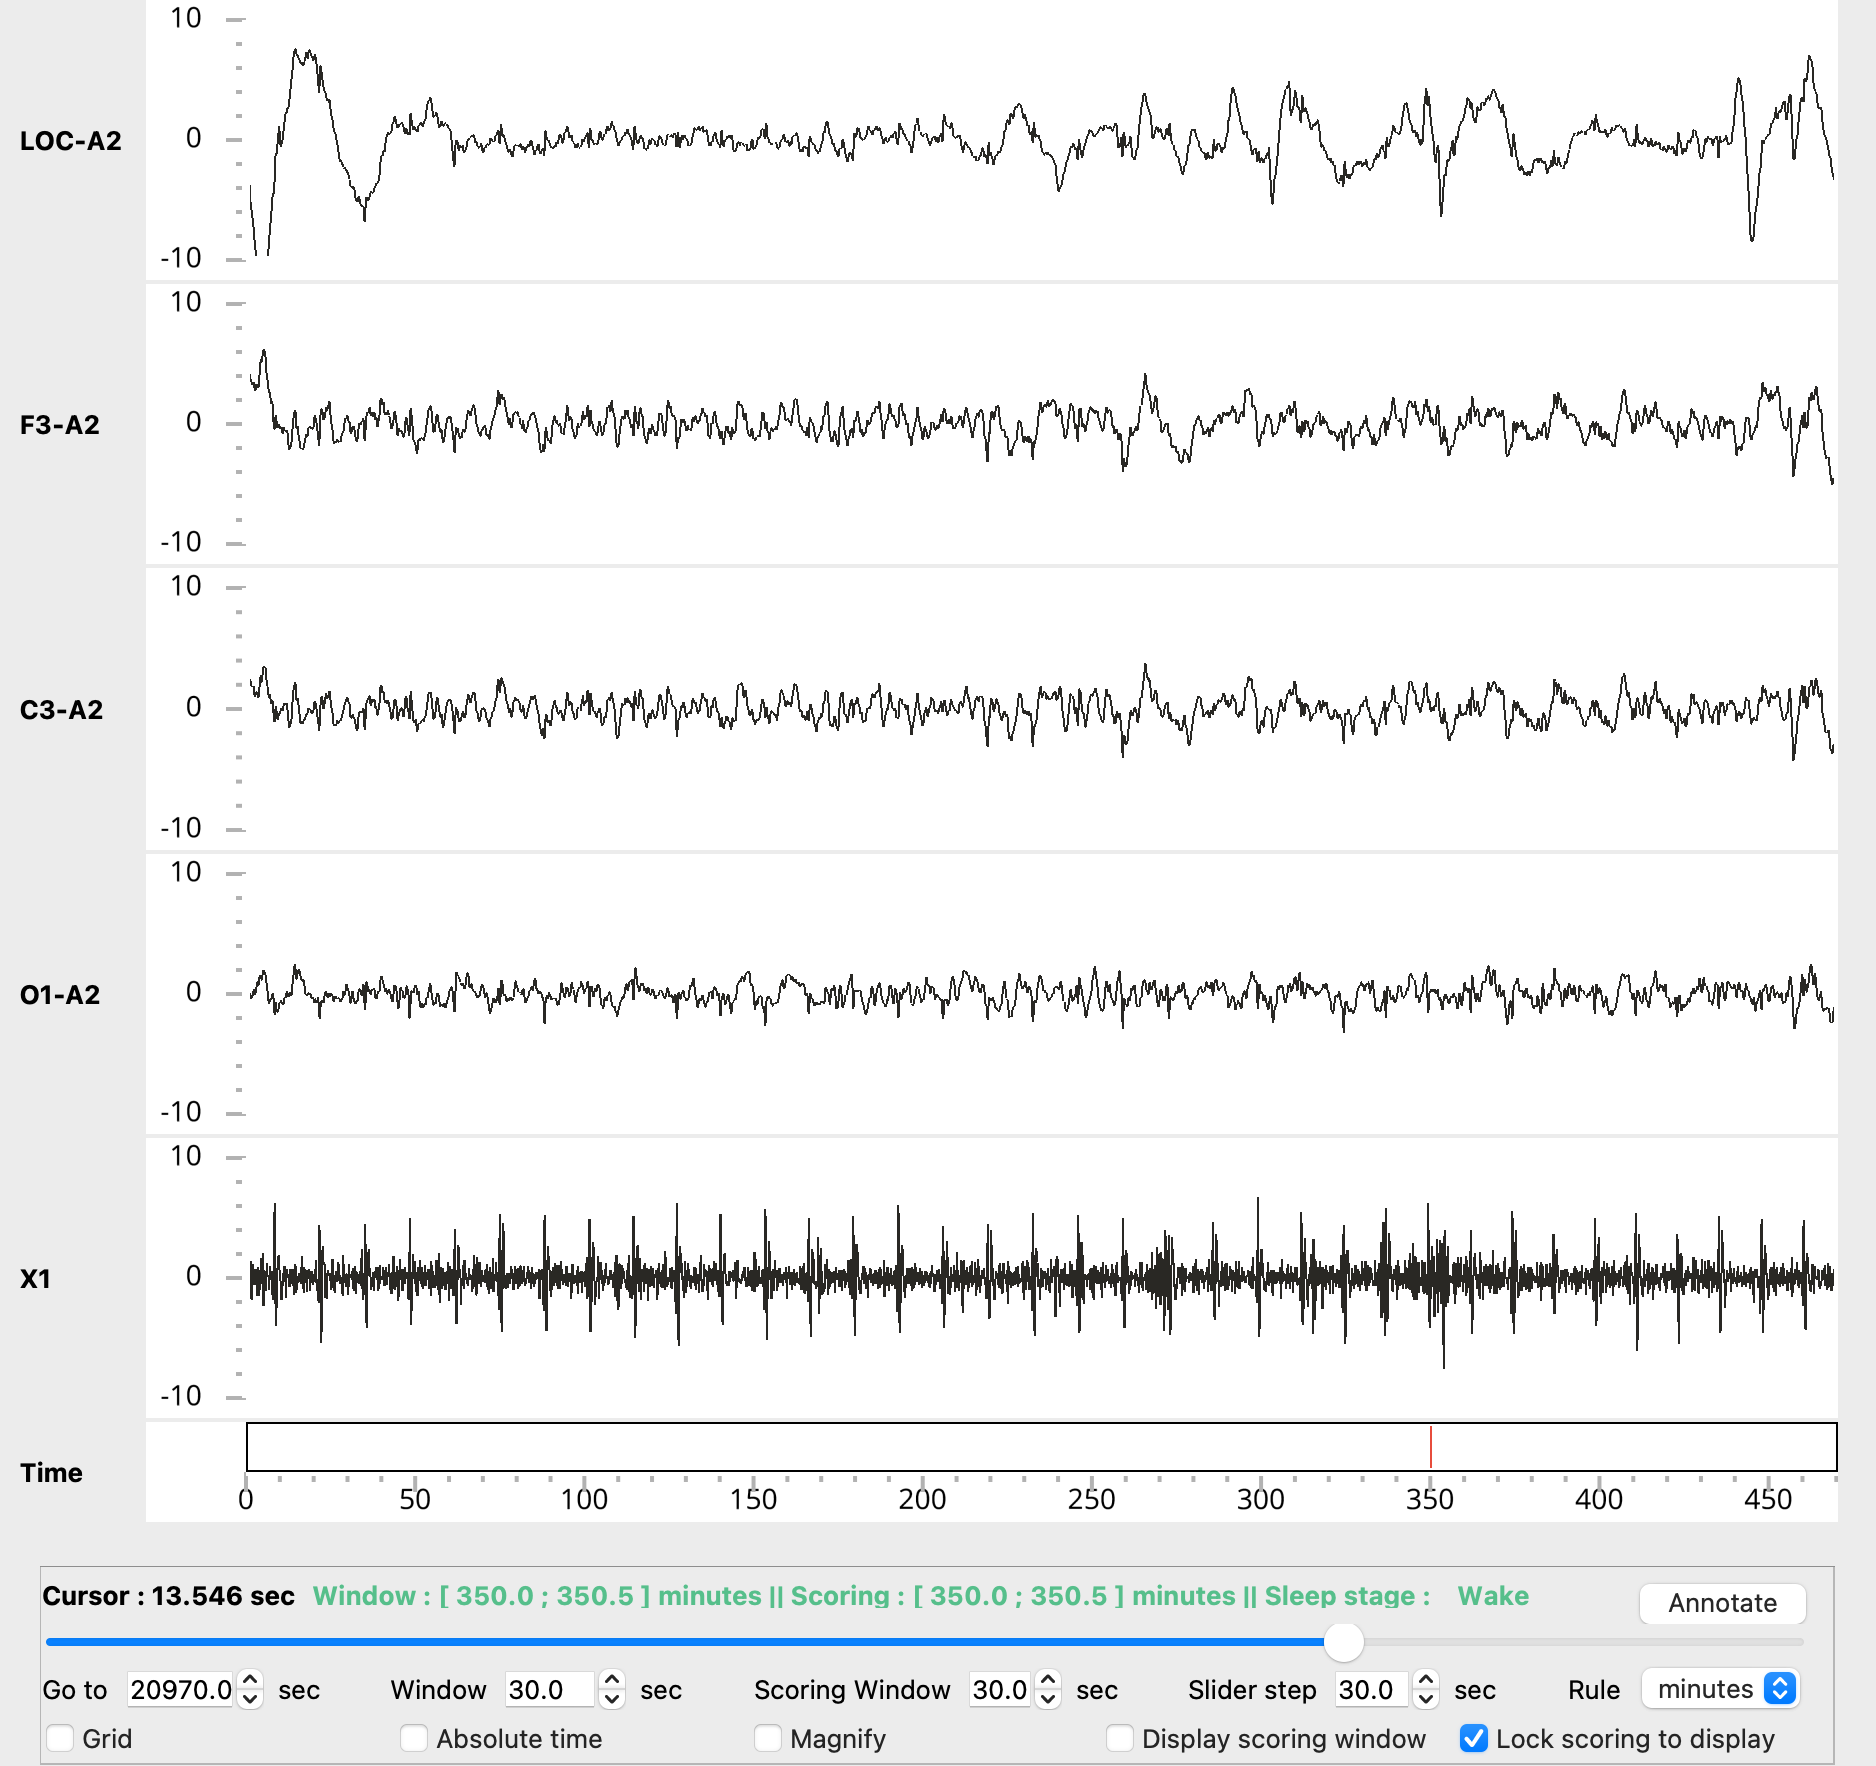 10
LOC-A2 0
-10
10
F3-A2 0
-10
10
C3-A2 0
-10
10
O1-A2 0
-10
10
X1 0
-10
Time
0 50 100 150 200 250 300 350 400 450
Cursor : 13.546 sec Window : [ 350.0 ; 350.5 ] minutes || Scoring : [ 350.0 ; 350.5 ] minutes || Sleep stage : Wake Annotate
Go to 20970.0 sec Window 30.0 sec Scoring Window 30.0 sec Slider step 30.0 sec Rule minutes
Grid Absolute time Magnify Display scoring window Lock scoring to display